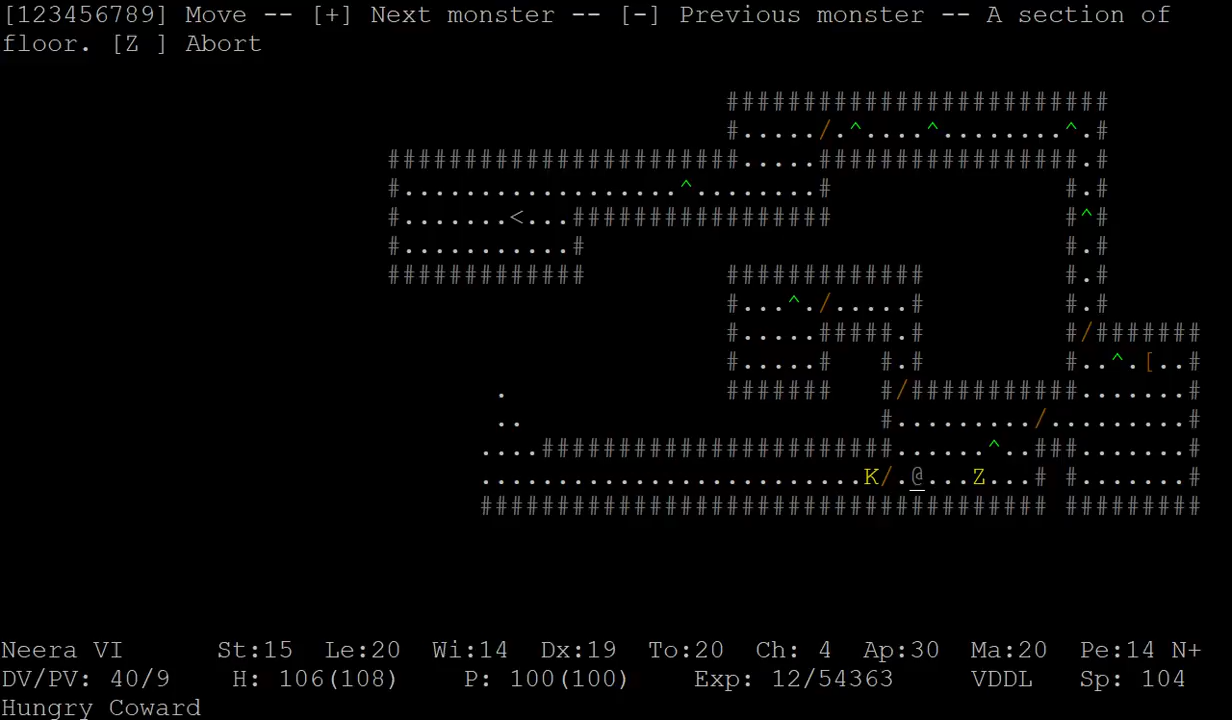 [123456789] Move -- [+] Next monster -- [-] Previous monster -- A section of
floor. [Z ] Abort
#########################
#...../.^....^........^.#
#######################.....#################.#
#..................^........#                #.#
#.......<...#################                #^#
#...........#                                #.#
#############          #############          #.#
#...^./.....#          #.#
#.....#####.#          #/#######
#.....#   #.#          #..^.[..#
.               #######   #/###########.......#
..                        #........./.........#
....#######################......^..###.......#
.........................K/.@...Z...# #.......#
##################################### #########
Neera VI     St:15  Le:20  Wi:14  Dx:19  To:20  Ch: 4  Ap:30  Ma:20  Pe:14 N+
DV/PV: 40/9   H: 106(108)    P: 100(100)    Exp: 12/54363     VDDL   Sp: 104
Hungry Coward